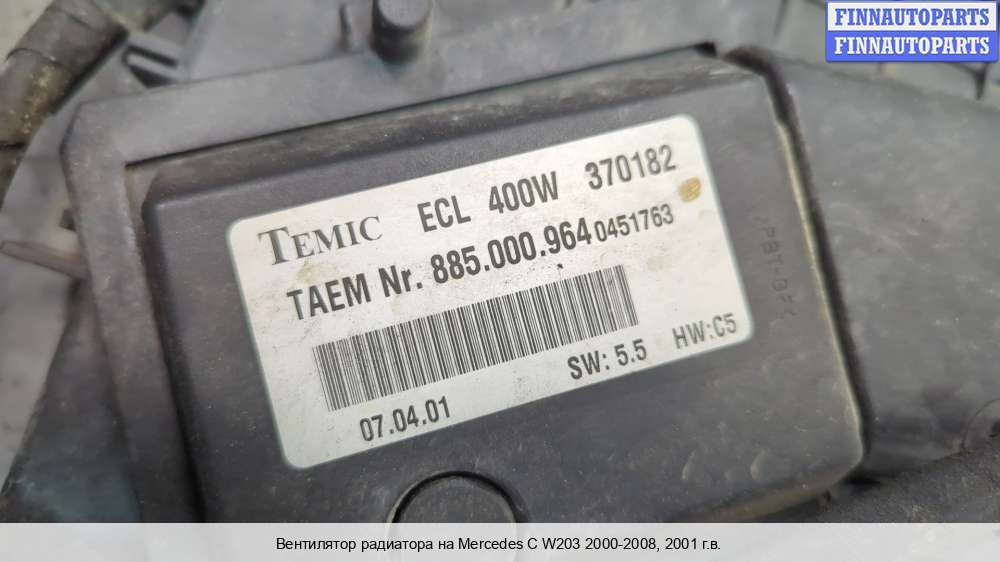 FINNAUTOPARTS
FINNAUTOPARTS
TEMIC ECL 400W 370182
TAEM Nr. 885.000.964 0451763
07.04.01 SW: 5.5 HW:C5
Вентилятор радиатора на Mercedes C W203 2000-2008, 2001 г.в.